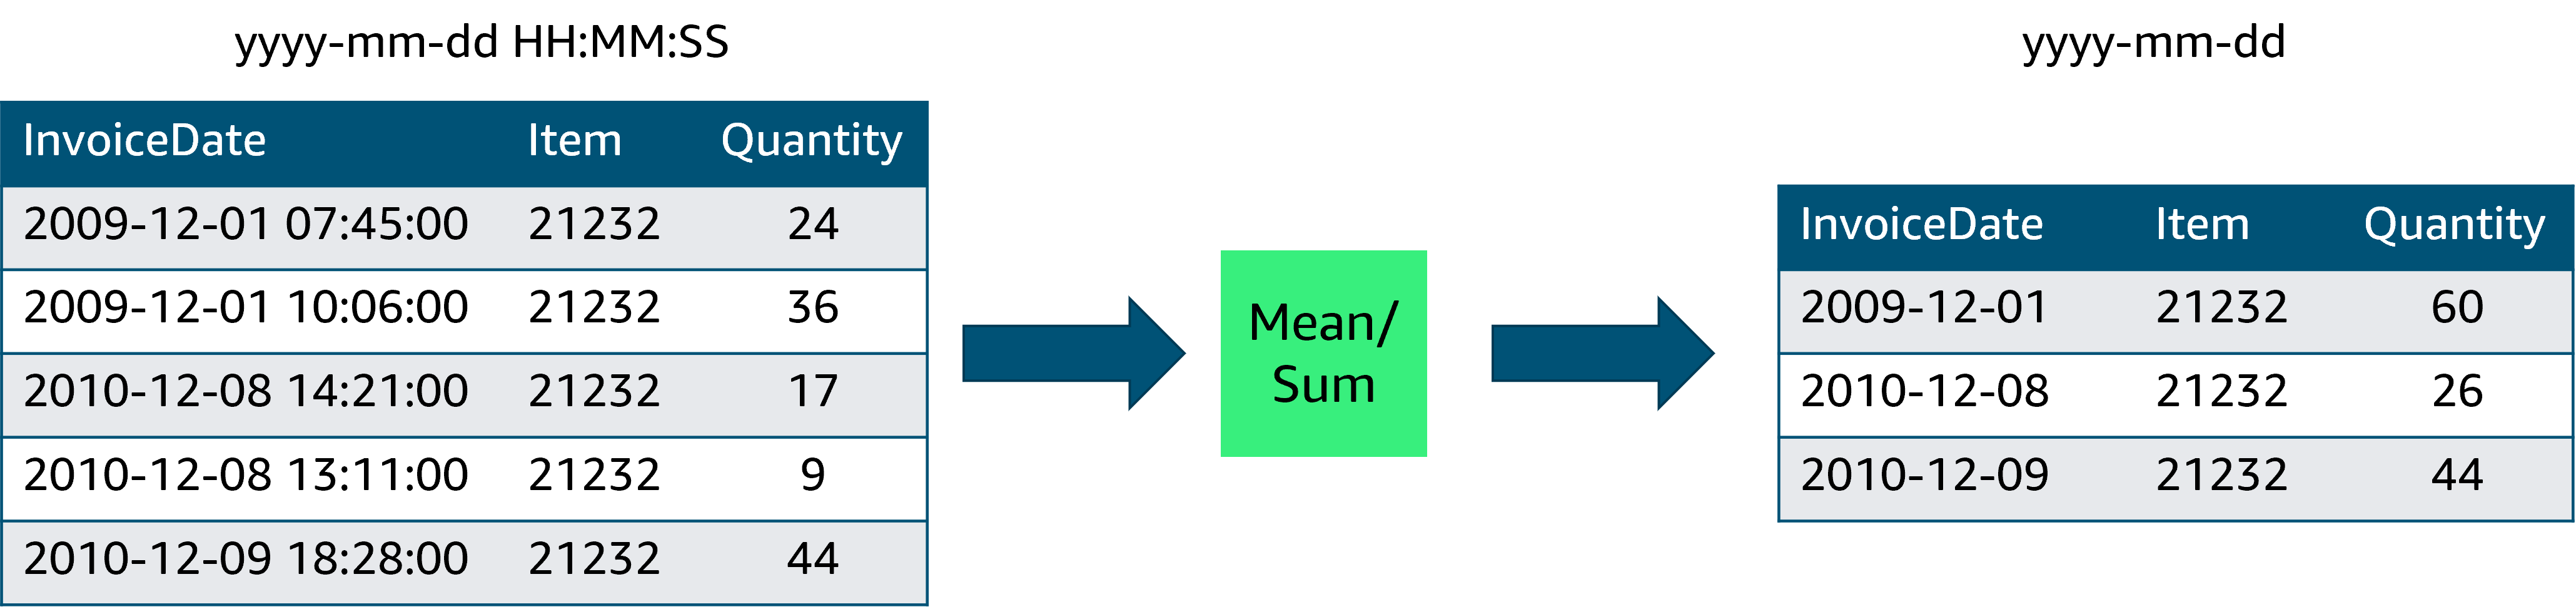 yyyy-mm-dd HH:MM:SS
InvoiceDate Item Quantity
2009-12-01 07:45:00 21232 24
2009-12-01 10:06:00 21232 36
2010-12-08 14:21:00 21232 17
2010-12-08 13:11:00 21232 9
2010-12-09 18:28:00 21232 44
Mean/
Sum
yyyy-mm-dd
InvoiceDate Item Quantity
2009-12-01 21232 60
2010-12-08 21232 26
2010-12-09 21232 44